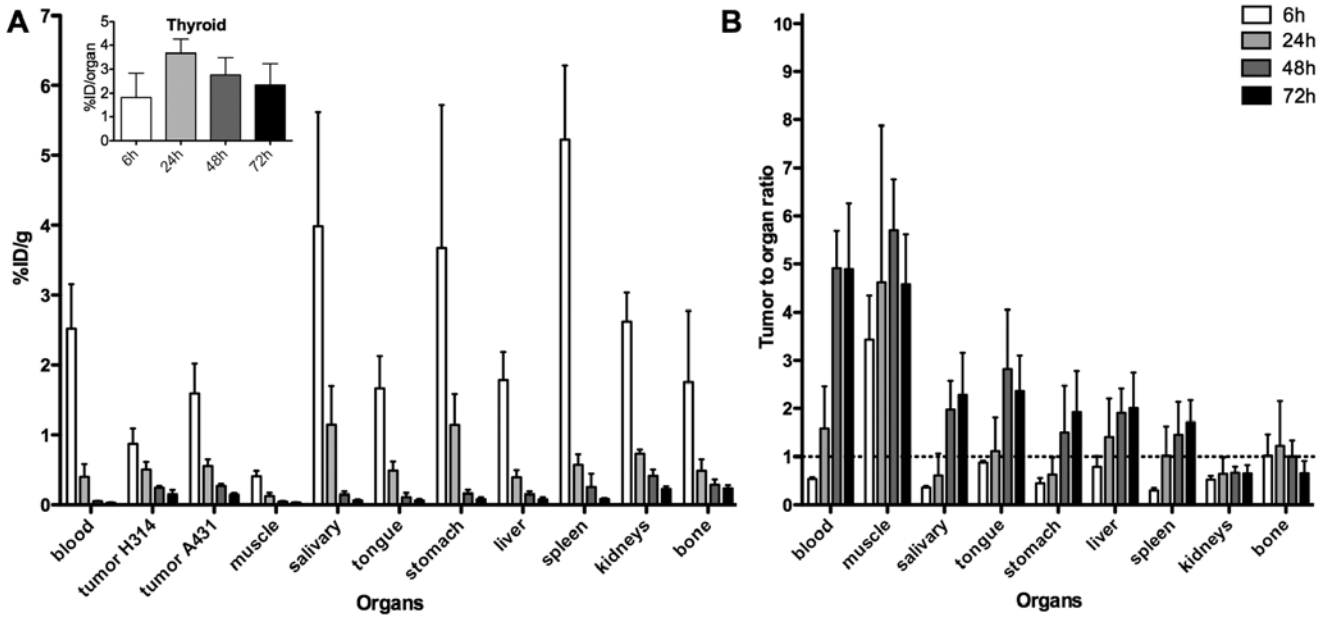 A
Thyroid
%ID/organ
5
4
3
2
1
0
6h
24h
48h
72h
%ID/g
7
6
5
4
3
2
1
0
blood
tumor H314
tumor A431
muscle
salivary
tongue
stomach
liver
spleen
kidneys
bone
Organs
B
6h
24h
48h
72h
Tumor to organ ratio
10
9
8
7
6
5
4
3
2
1
0
blood
muscle
salivary
tongue
stomach
liver
spleen
kidneys
bone
Organs